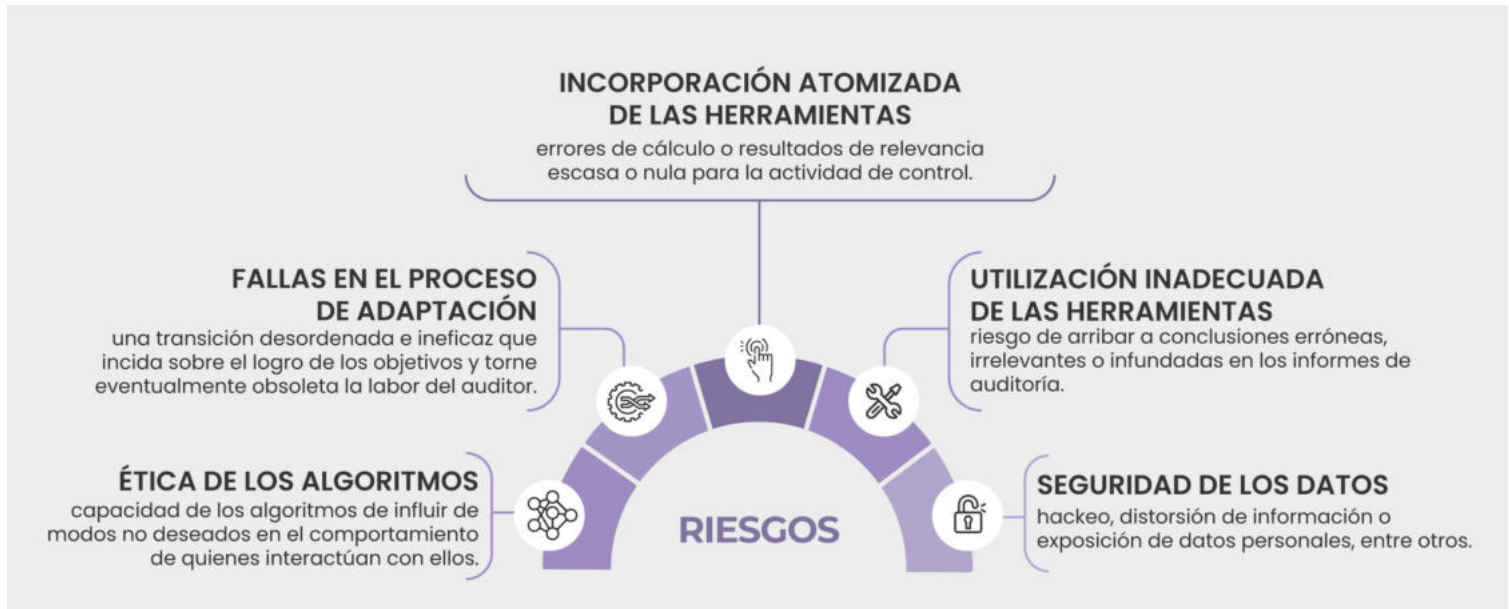 INCORPORACIÓN ATOMIZADA
DE LAS HERRAMIENTAS
errores de cálculo o resultados de relevancia
escasa o nula para la actividad de control.
FALLAS EN EL PROCESO
DE ADAPTACIÓN
una transición desordenada e ineficaz que
incida sobre el logro de los objetivos y torne
eventualmente obsoleta la labor del auditor.
UTILIZACIÓN INADECUADA
DE LAS HERRAMIENTAS
riesgo de arribar a conclusiones erróneas,
irrelevantes o infundadas en los informes de
auditoría.
ÉTICA DE LOS ALGORITMOS
capacidad de los algoritmos de influir de
modos no deseados en el comportamiento
de quienes interactúan con ellos.
RIESGOS
SEGURIDAD DE LOS DATOS
hackeo, distorsión de información o
exposición de datos personales, entre otros.